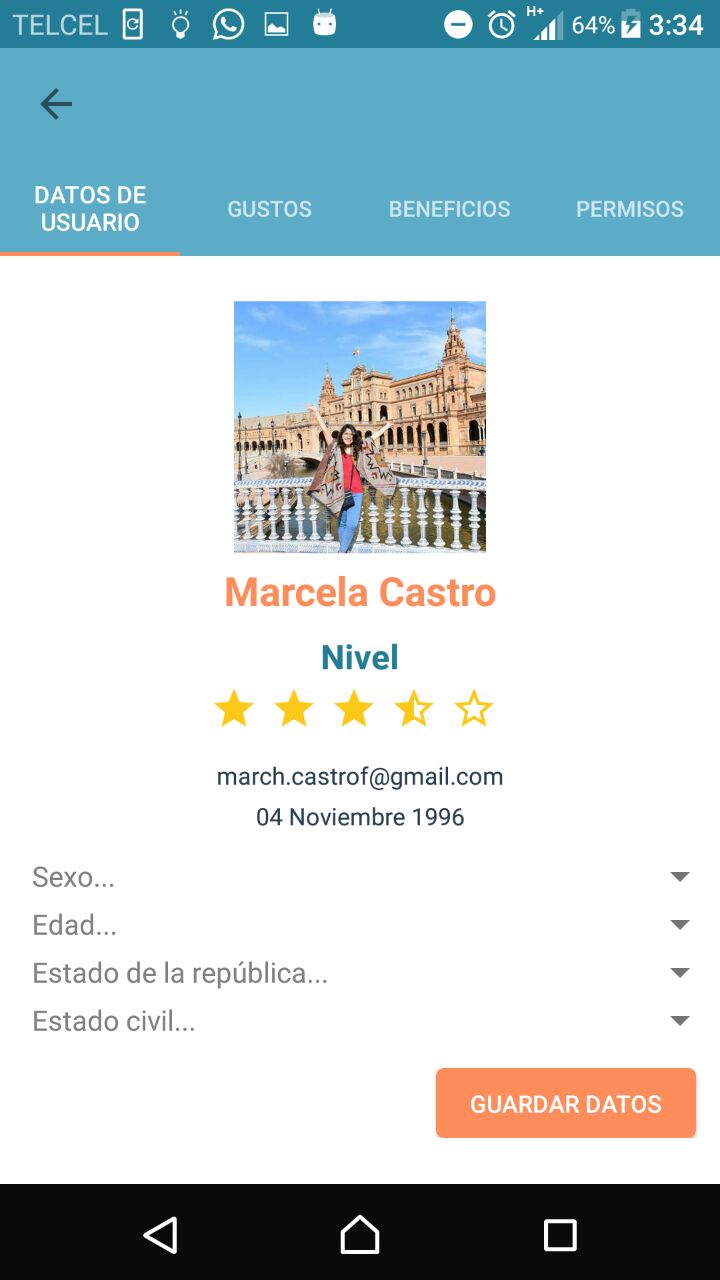 TELCEL H+ 64% 3:34
DATOS DE
USUARIO
GUSTOS
BENEFICIOS
PERMISOS
Marcela Castro
Nivel
march.castrof@gmail.com
04 Noviembre 1996
Sexo...
Edad...
Estado de la república...
Estado civil...
GUARDAR DATOS